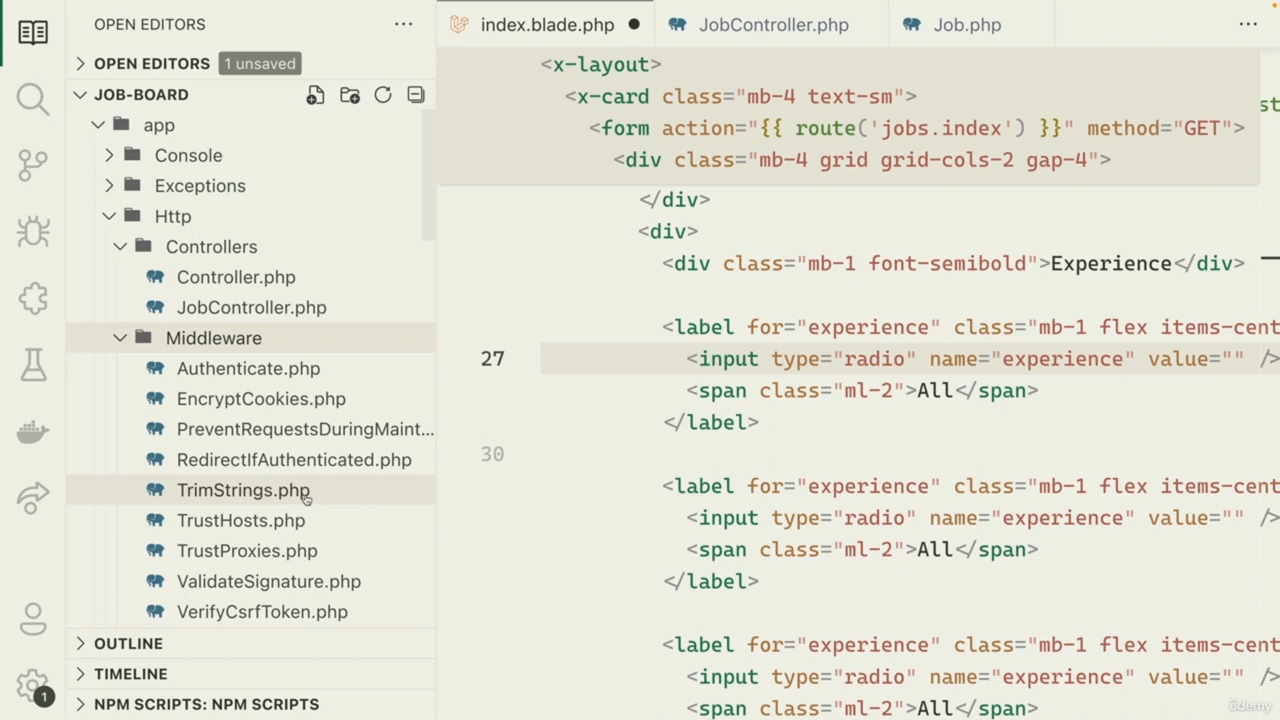 OPEN EDITORS
OPEN EDITORS 1 unsaved
JOB-BOARD
app
Console
Exceptions
Http
Controllers
Controller.php
JobController.php
Middleware
Authenticate.php
EncryptCookies.php
PreventRequestsDuringMaint...
RedirectIfAuthenticated.php
TrimStrings.php
TrustHosts.php
TrustProxies.php
ValidateSignature.php
VerifyCsrfToken.php
OUTLINE
TIMELINE
NPM SCRIPTS: NPM SCRIPTS
1
index.blade.php JobController.php Job.php
<x-layout>
<x-card class="mb-4 text-sm">
<form action="{{ route('jobs.index') }}" method="GET">
<div class="mb-4 grid grid-cols-2 gap-4">
st
</div>
<div>
<div class="mb-1 font-semibold">Experience</div>
<label for="experience" class="mb-1 flex items-cent
27 <input type="radio" name="experience" value="" />
<span class="ml-2">All</span>
</label>
30
<label for="experience" class="mb-1 flex items-cent
<input type="radio" name="experience" value="" />
<span class="ml-2">All</span>
</label>
<label for="experience" class="mb-1 flex items-cent
<input type="radio" name="experience" value="" />
<span class="ml-2">All</span>
udemy